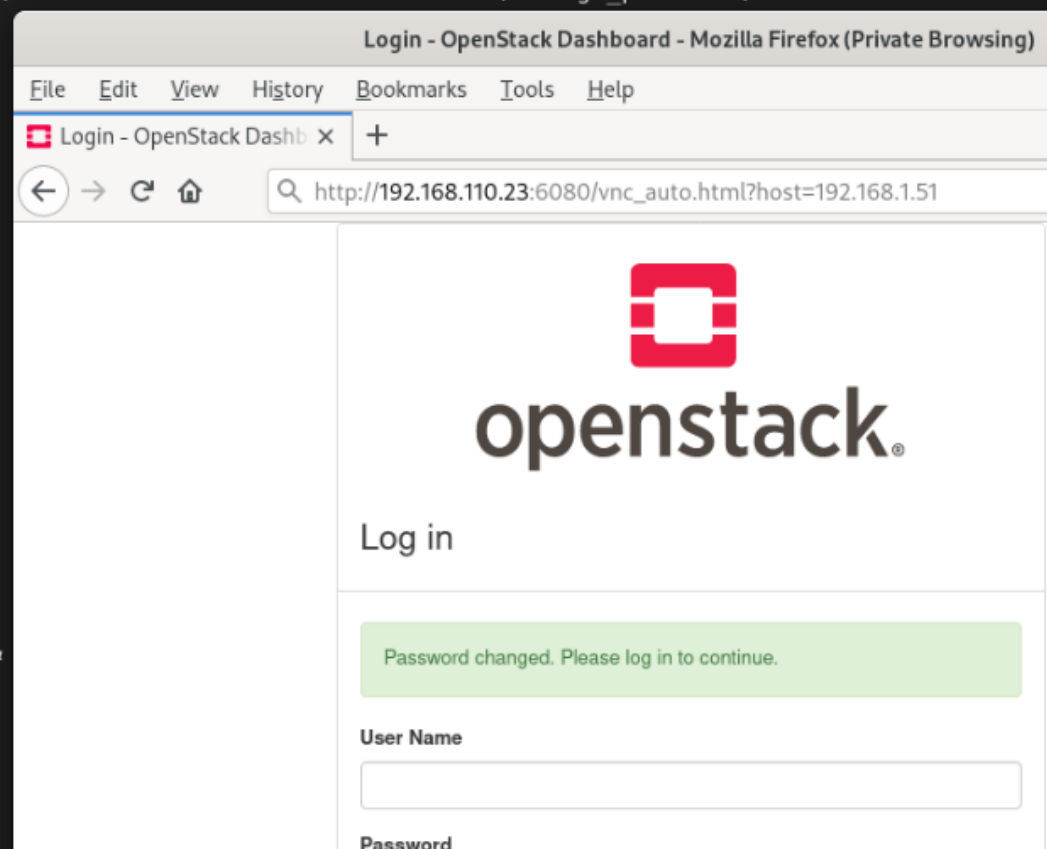 Login - OpenStack Dashboard - Mozilla Firefox (Private Browsing)
File Edit View History Bookmarks Tools Help
Login - OpenStack Dashb
http://192.168.110.23:6080/vnc_auto.html?host=192.168.1.51
openstack®
Log in
Password changed. Please log in to continue.
User Name
Password